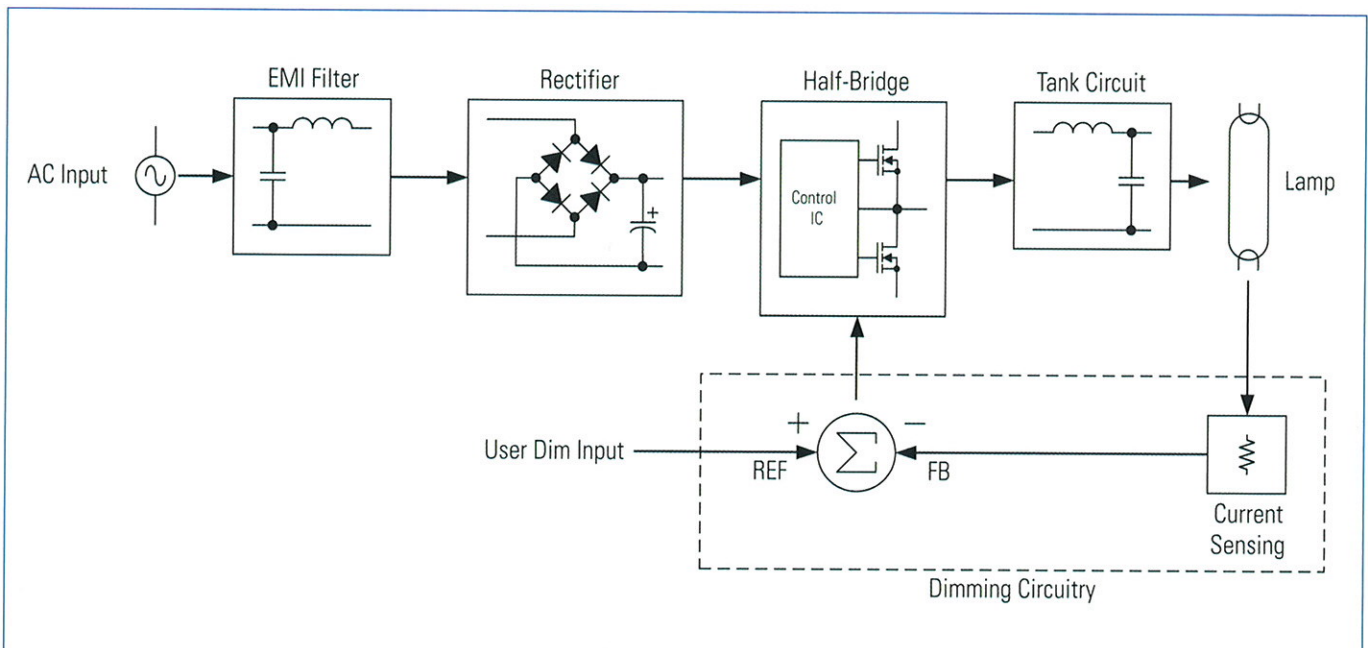 EMI Filter
Rectifier
Half-Bridge
Tank Circuit
AC Input
Control
IC
Lamp
+
+
−
User Dim Input
REF
Σ
FB
Current
Sensing
Dimming Circuitry